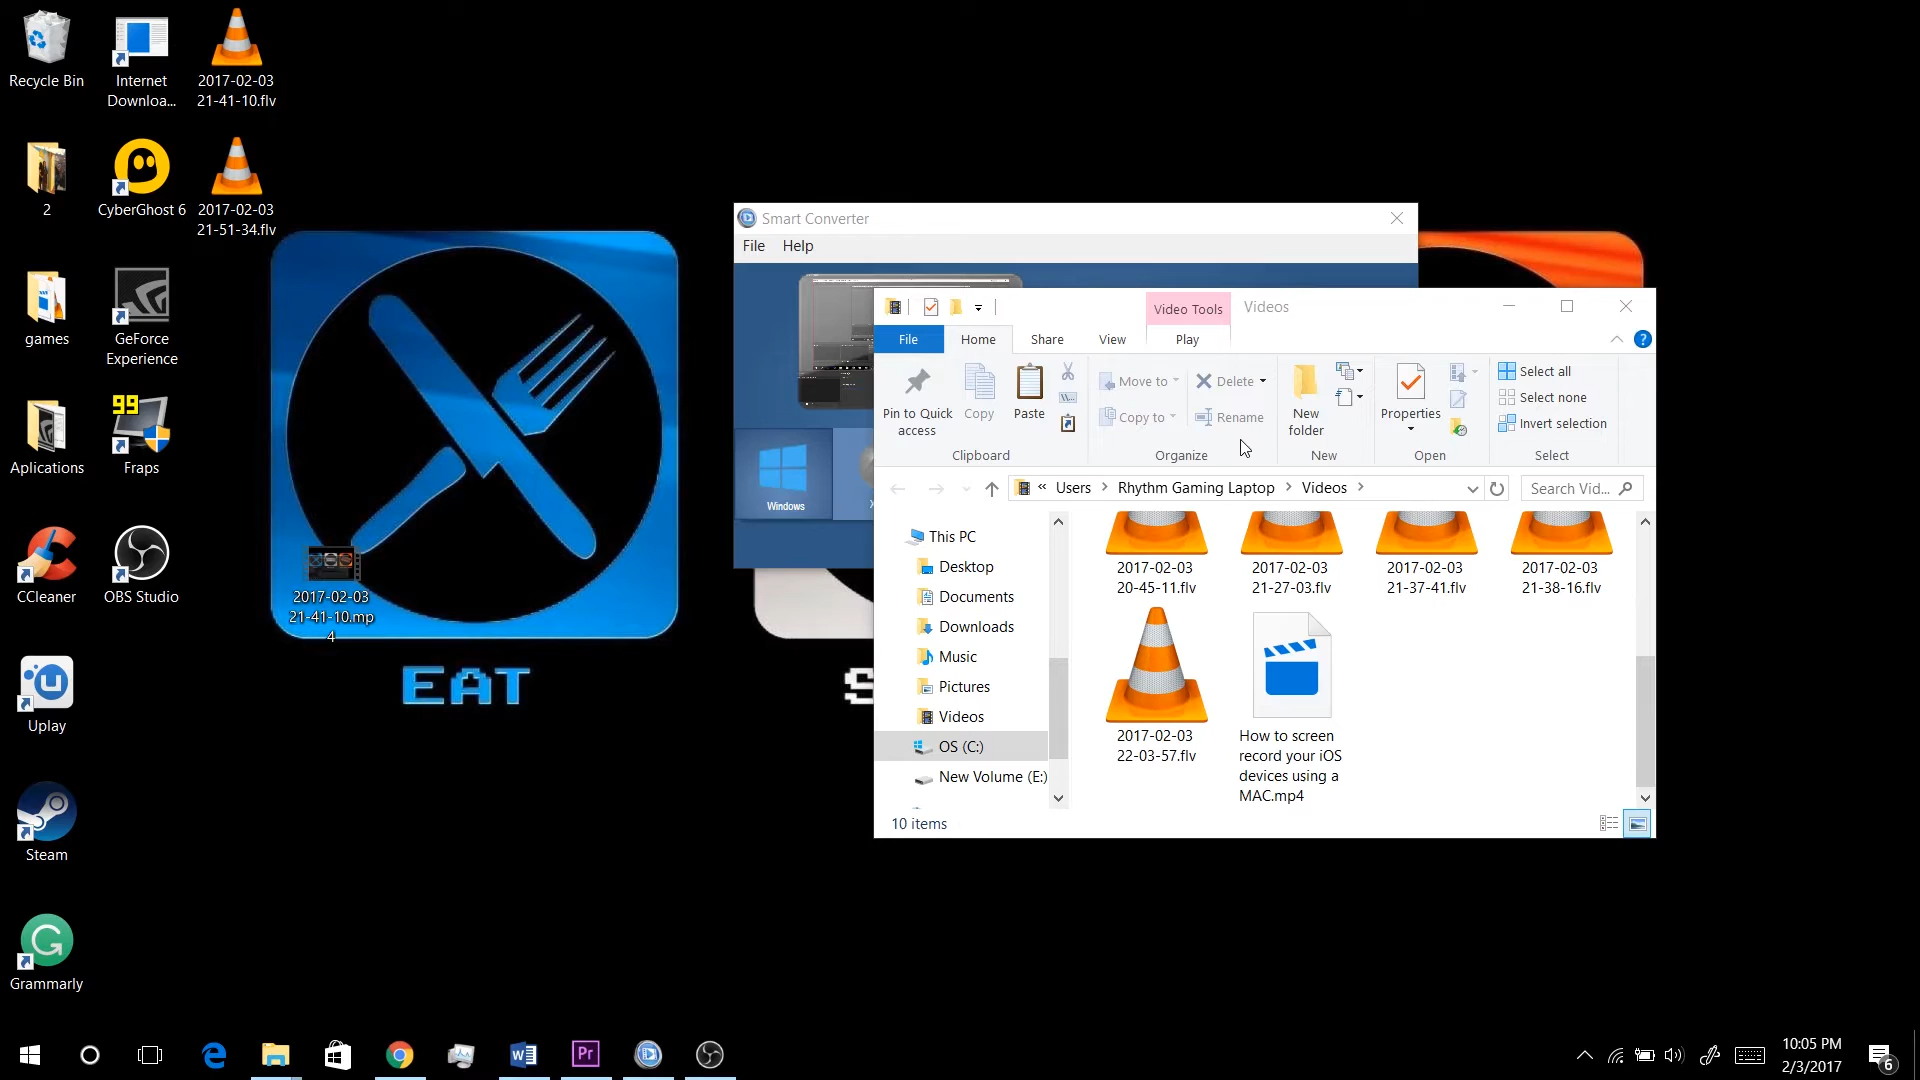 Recycle Bin
Internet
Downloa...
2017-02-03
21-41-10.flv
2
CyberGhost 6
2017-02-03
21-51-34.flv
games
GeForce
Experience
Aplications
99
Fraps
CCleaner
OBS Studio
2017-02-03
21-41-10.mp
4
Uplay
Steam
Grammarly
EAT
S
Smart Converter
File Help
Windows
Video Tools
Videos
File Home Share View Play
Pin to Quick
access
Copy
Paste
Clipboard
Move to
Copy to
Delete
Rename
Organize
New
folder
New
Properties
Open
Select all
Select none
Invert selection
Select
« Users > Rhythm Gaming Laptop > Videos >
Search Vid...
This PC
Desktop
Documents
Downloads
Music
Pictures
Videos
OS (C:)
New Volume (E:)
2017-02-03
20-45-11.flv
2017-02-03
21-27-03.flv
2017-02-03
21-37-41.flv
2017-02-03
21-38-16.flv
2017-02-03
22-03-57.flv
How to screen
record your iOS
devices using a
MAC.mp4
10 items
Pr
10:05 PM
2/3/2017
6